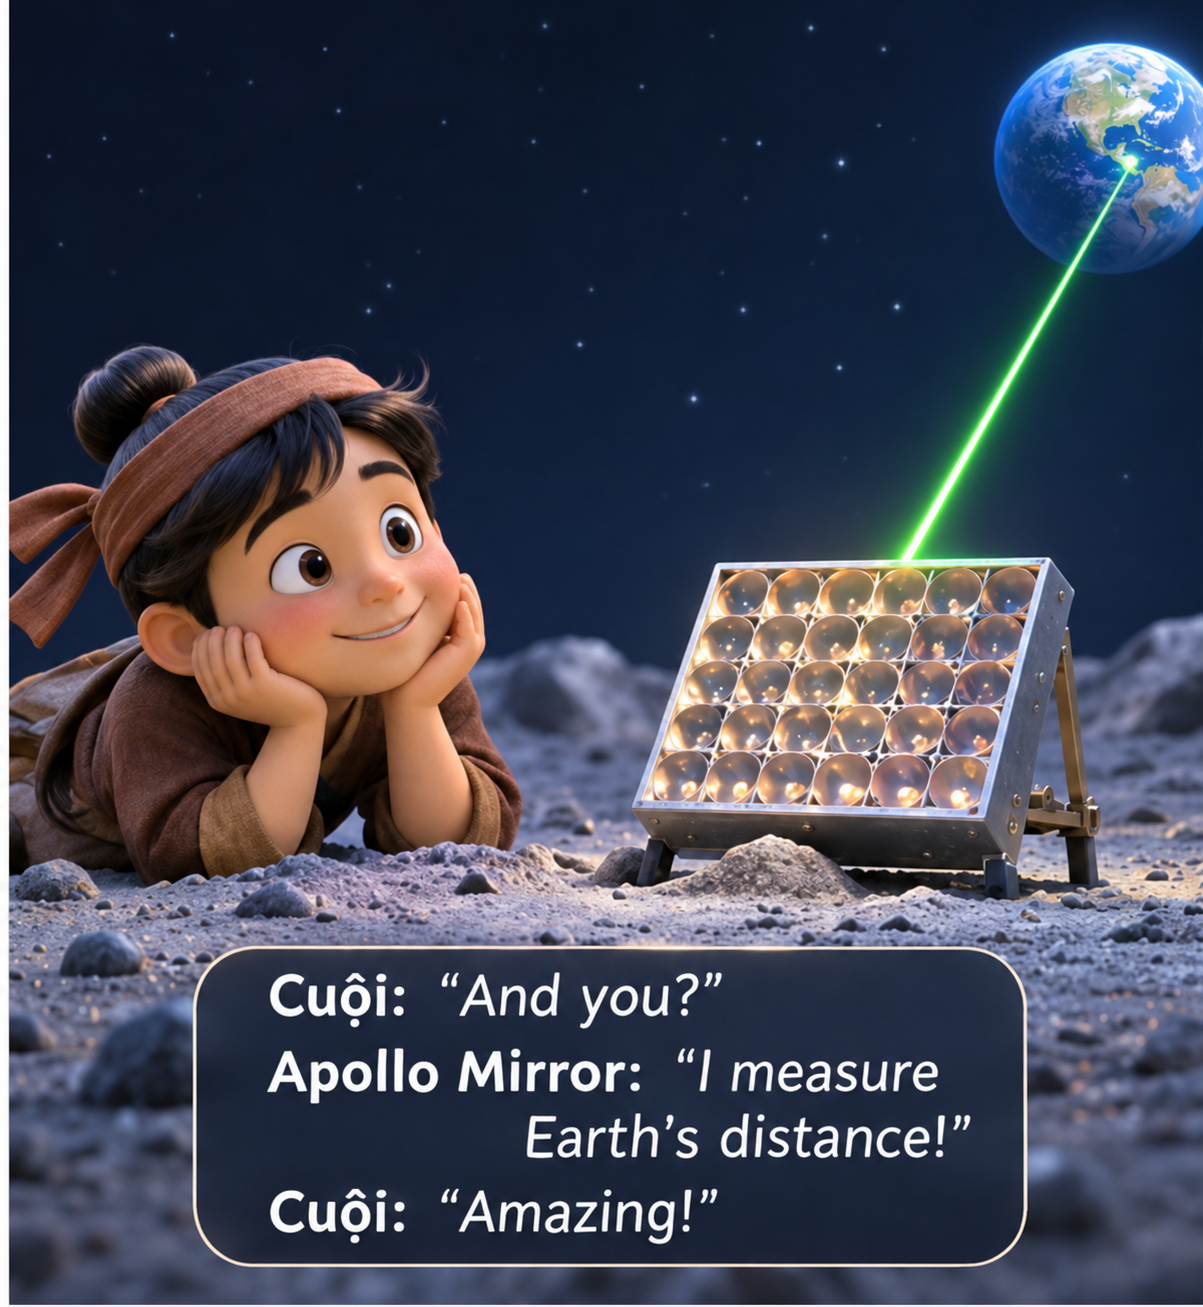 Cuội: “And you?”
Apollo Mirror: “I measure
Earth’s distance!”
Cuội: “Amazing!”